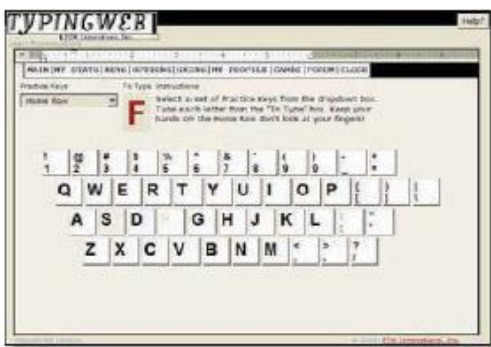 TYPINGWEB
Help?
MAIN|MY STATS|KEYS|OPTIONS|SKINS|MY PROFILE|GAMES|FORUM|CLOSE
Practice Keys
To Type
Instructions
Home Row
F
Select a set of Practice Keys from the dropdown box.
Type each letter from the "To Type" box. Keep your
hands on the Home Row don't look at your fingers!
! @ # $ % ^ & * ( ) - +
1 2 3 4 5 6 7 8 9 0 - =
Q W E R T Y U I O P
A S D G H J K L
Z X C V B N M < > ?